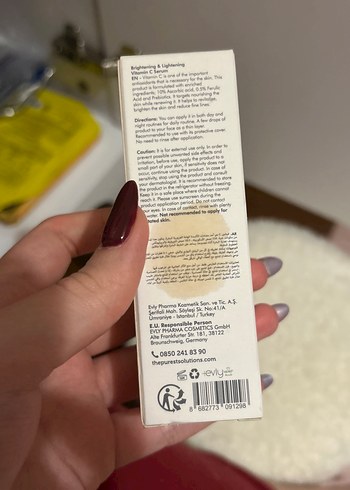 Brightening & Lightening
Vitamin C Serum
EN - Vitamin C is one of the important
antioxidants that is necessary for the skin. This
product is formulated with enriched
ingredients; 10% Ascorbic acid, 0.5% Ferulic
Acid and Prebiotics. It targets nourishing the
skin while renewing it. It helps to revitalize,
brighten the skin and reduce fine lines.
Directions: You can apply it in both day and
night routines for daily routine. A few drops of
product to your face as a thin layer.
Recommended to use with its protective cover.
No need to rinse after application.
Caution: It is for external use only. In order to
prevent possible unwanted side effects and
irritation, before use, apply the product to a
small part of your skin, if sensitivity does not
occur, continue using the product. In case of
sensitivity, stop using the product and consult
your dermatologist. It is recommended to store
the product in the refrigerator without freezing.
Keep it in a safe place where children cannot
reach it. Please use sunscreen during the
product application period. Do not contact
your eyes. In case of contact, rinse with plenty
water. Not recommended to apply for
skin.
Evly Pharma Kozmetik San. ve Tic. A.Ş.
Şerifali Mah. Söyleşi Sk. No:41/A
Ümraniye - İstanbul / Turkey
E.U. Responsible Person
EVLY PHARMA COSMETICS GmbH
Alte Frankfurter Str. 181, 38122
Braunschweig, Germany
0850 241 83 90
thepurestsolutions.com
evly
8 682773 091298